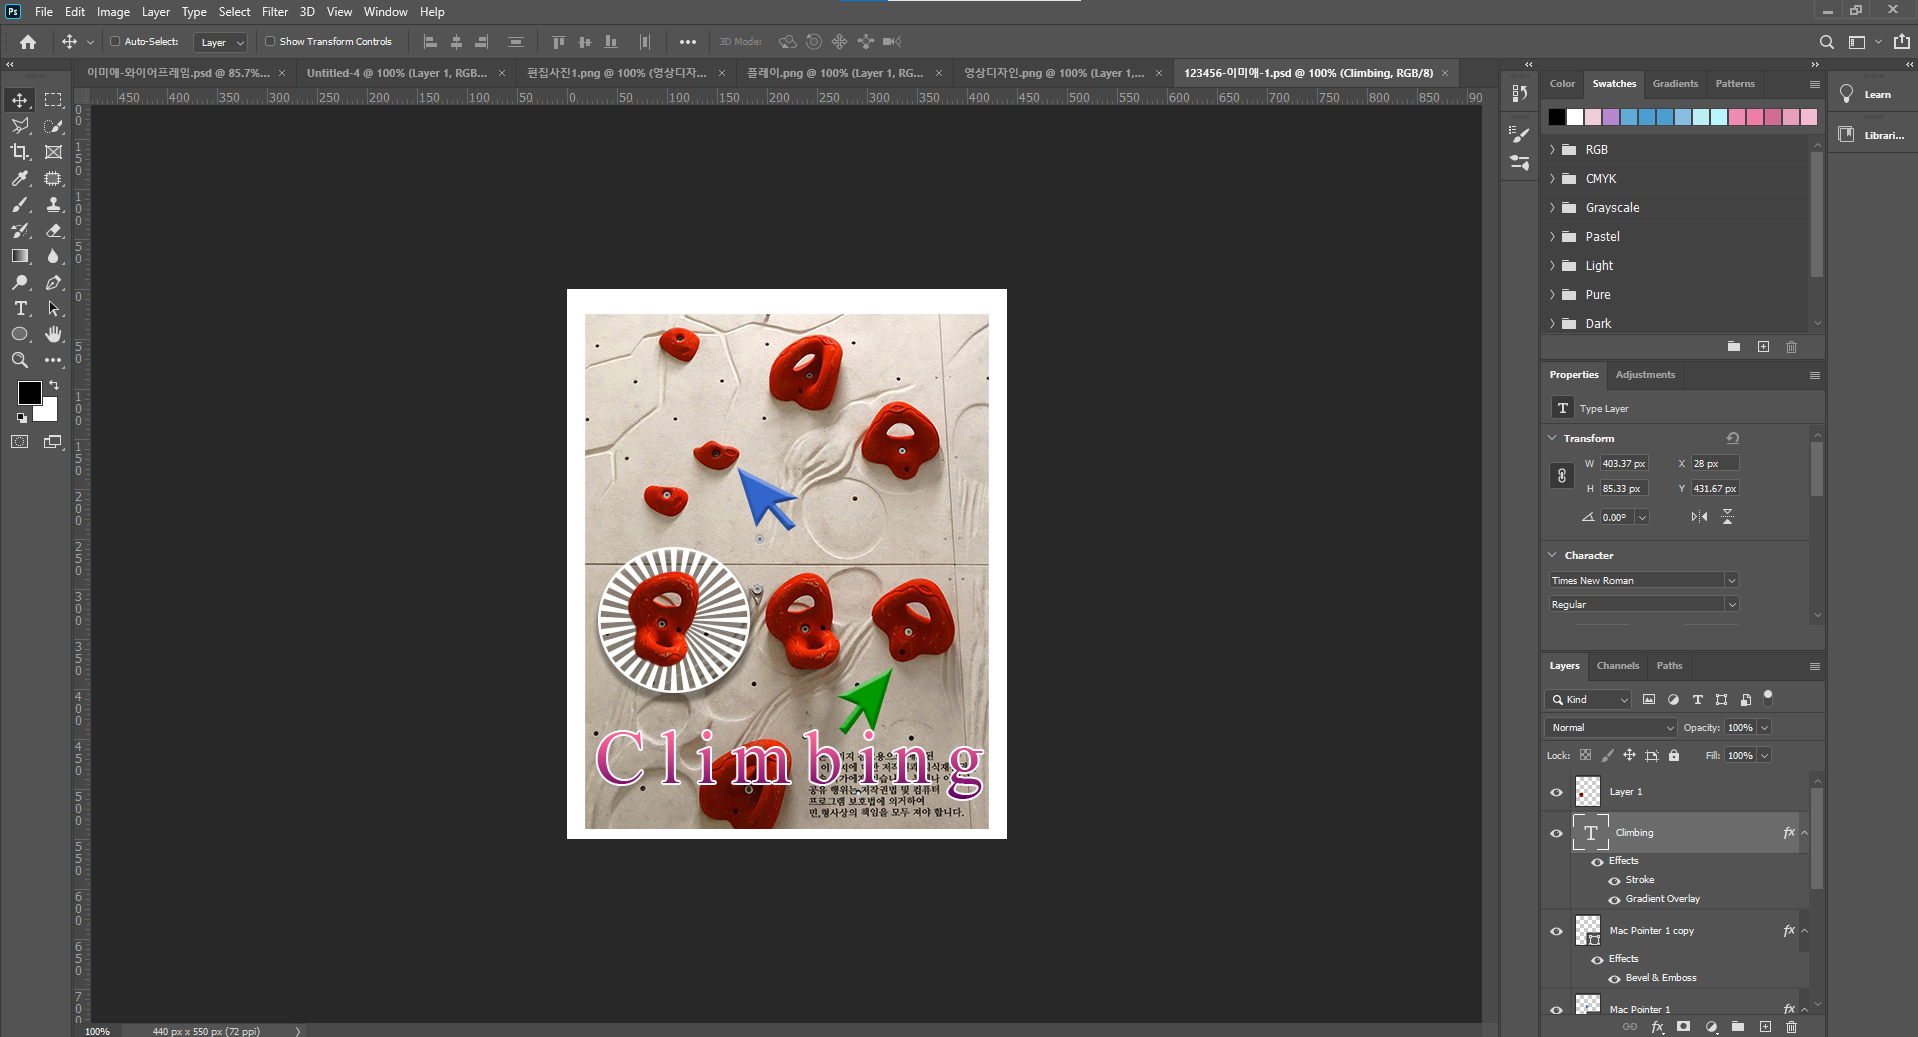 Ps File Edit Image Layer Type Select Filter 3D View Window Help
Auto-Select: Layer Show Transform Controls 3D Mode:
이미애-와이어프레임.psd @ 85.7%... × Untitled-4 @ 100% (Layer 1, RGB... × 편집사진1.png @ 100% (영상디자... × 플레이.png @ 100% (Layer 1, RG... × 영상디자인.png @ 100% (Layer 1,... × 123456-이미애-1.psd @ 100% (Climbing, RGB/8) ×
450 400 350 300 250 200 150 100 50 0 50 100 150 200 250 300 350 400 450 500 550 600 650 700 750 800 850 90
Color Swatches Gradients Patterns
Learn
Librari...
RGB
CMYK
Grayscale
Pastel
Light
Pure
Dark
Properties Adjustments
T Type Layer
Transform
W 403.37 px X 28 px
H 85.33 px Y 431.67 px
0.00°
Character
Times New Roman
Regular
Layers Channels Paths
Kind
Normal Opacity: 100%
Lock: Fill: 100%
Layer 1
T Climbing fx
Effects
Stroke
Gradient Overlay
Mac Pointer 1 copy fx
Effects
Bevel & Emboss
Mac Pointer 1 fx
Climbing
공유 행위는 저작권법 및 컴퓨터
프로그램 보호법에 의거하여
민,형사상의 책임을 모두 져야 합니다.
100% 440 px x 550 px (72 ppi)